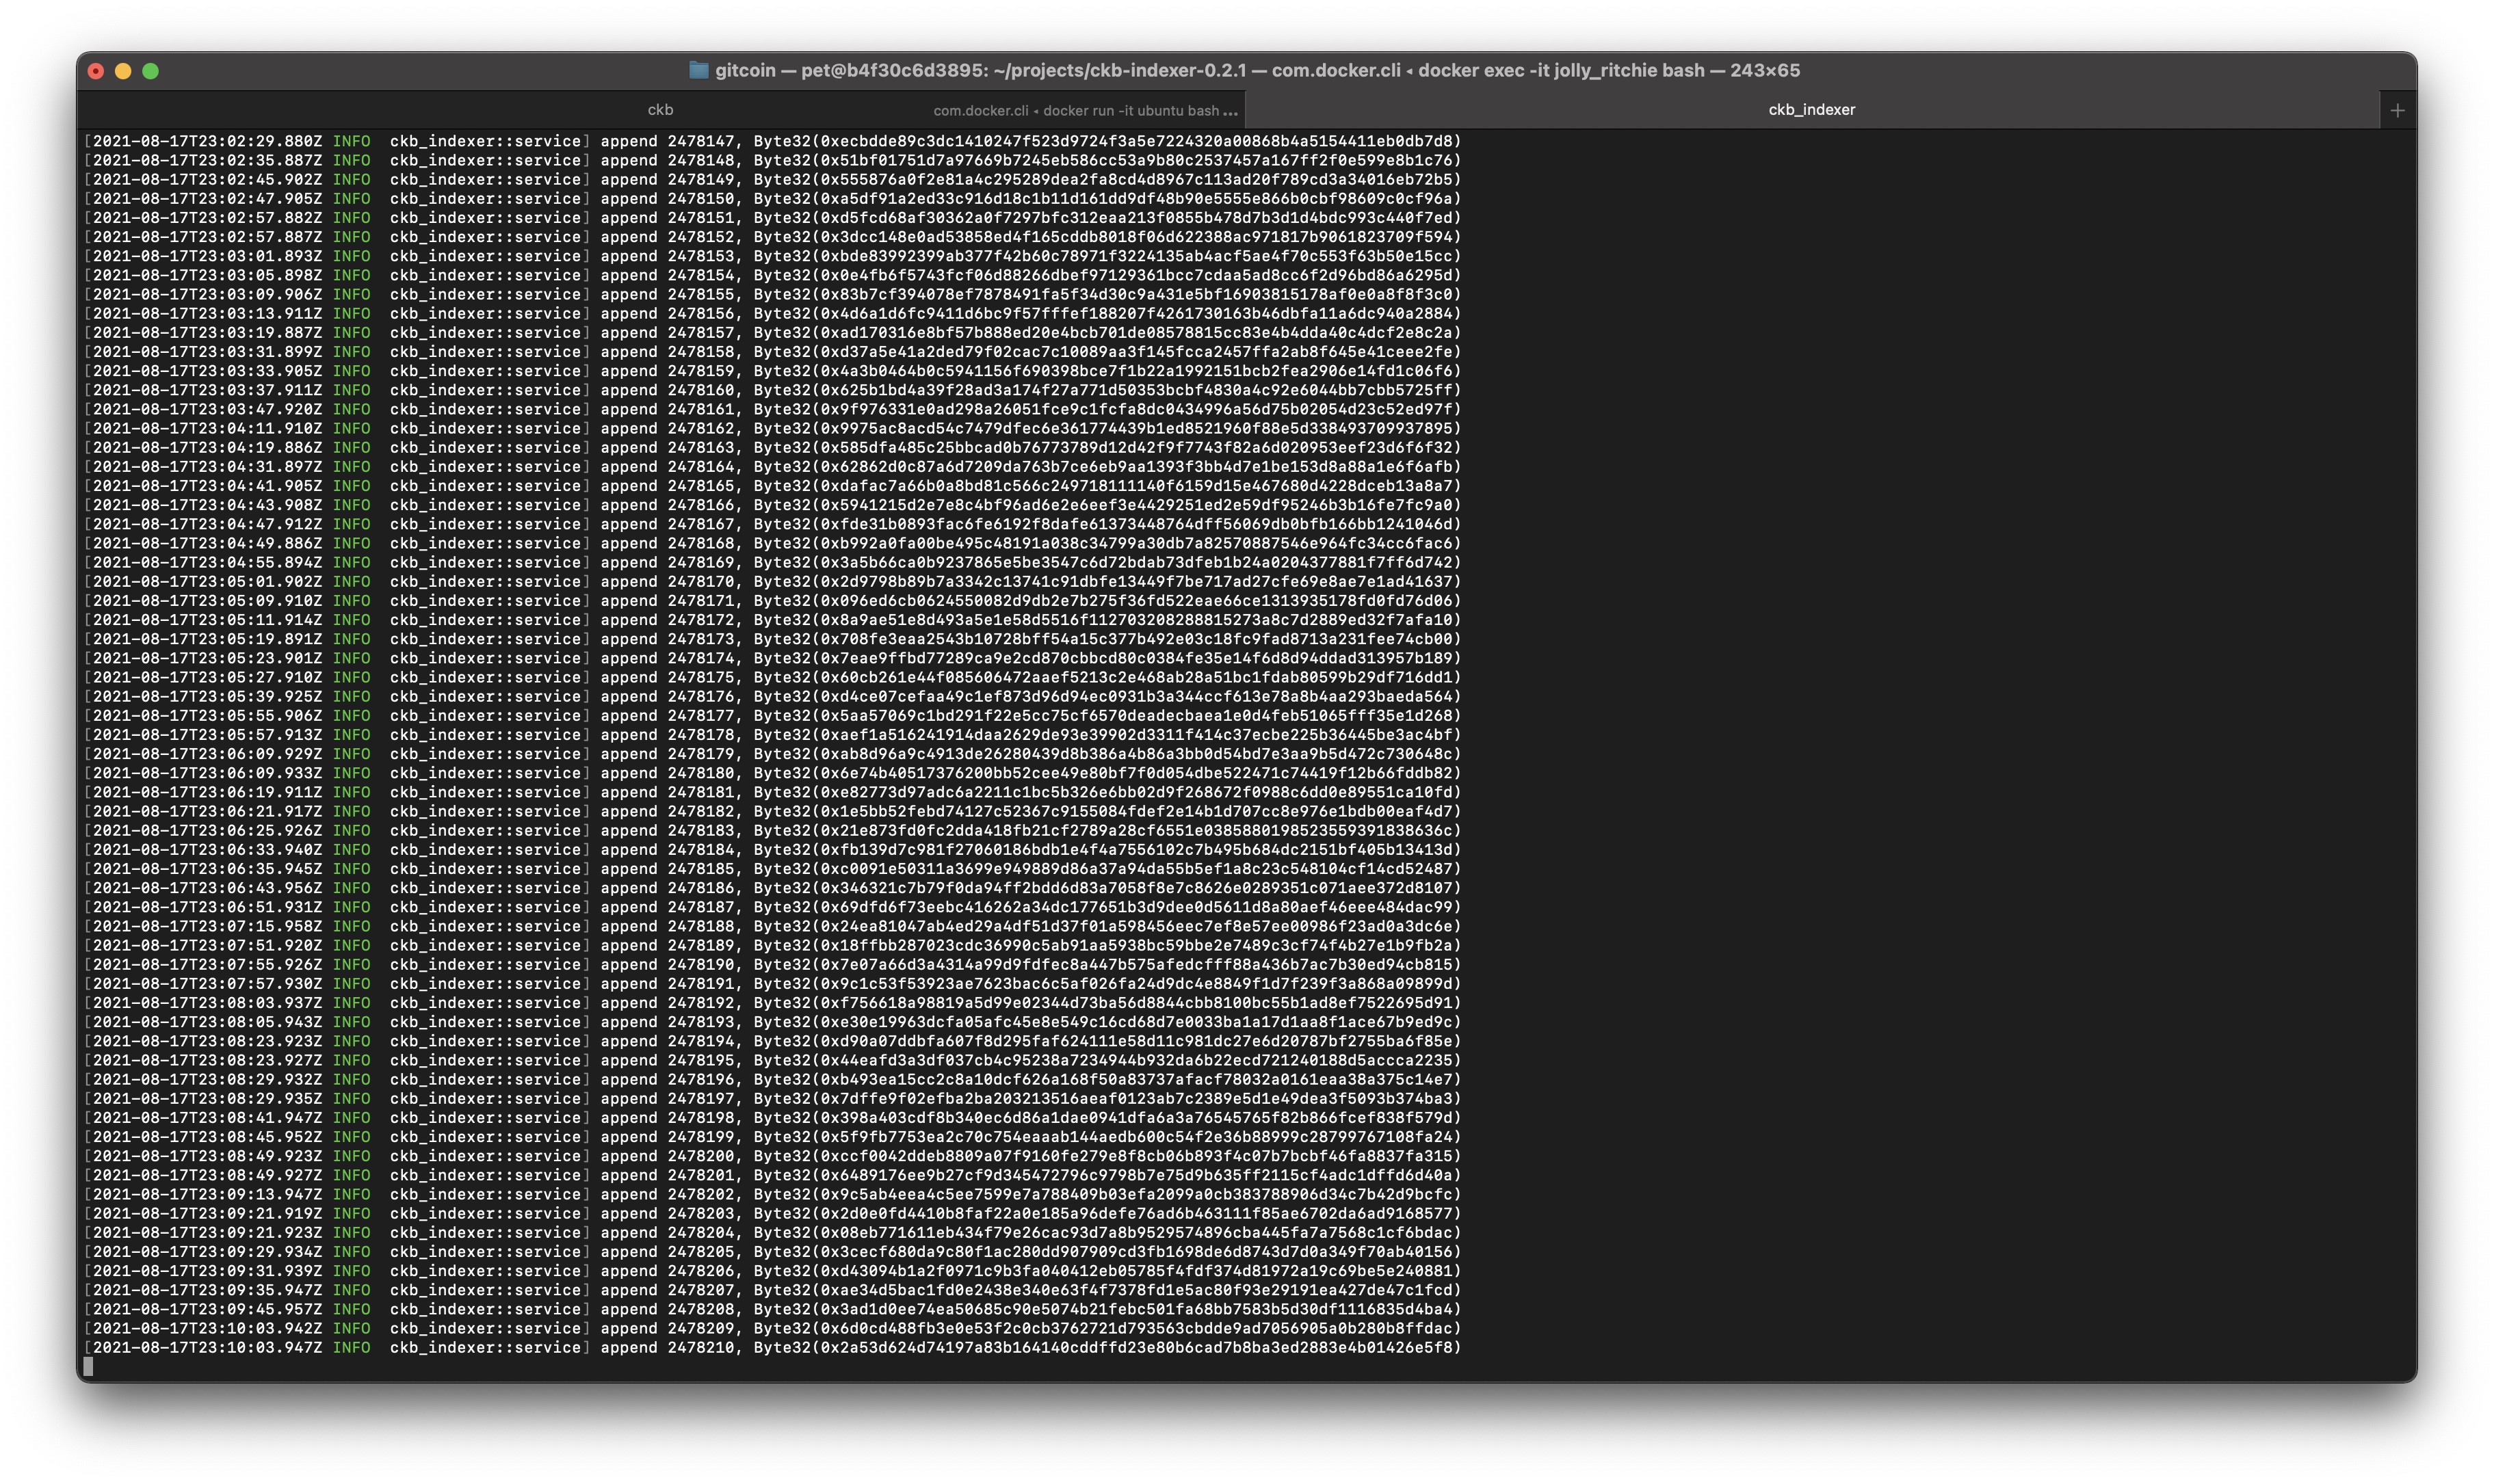 gitcoin — pet@b4f30c6d3895: ~/projects/ckb-indexer-0.2.1 — com.docker.cli ◂ docker exec -it jolly_ritchie bash — 243×65
ckb com.docker.cli ◂ docker run -it ubuntu bash ... ckb_indexer +
[2021-08-17T23:02:29.880Z INFO  ckb_indexer::service] append 2478147, Byte32(0xecbdde89c3dc1410247f523d9724f3a5e7224320a00868b4a5154411eb0db7d8)
[2021-08-17T23:02:35.887Z INFO  ckb_indexer::service] append 2478148, Byte32(0x51bf01751d7a97669b7245eb586cc53a9b80c2537457a167ff2f0e599e8b1c76)
[2021-08-17T23:02:45.902Z INFO  ckb_indexer::service] append 2478149, Byte32(0x555876a0f2e81a4c295289dea2fa8cd4d8967c113ad20f789cd3a34016eb72b5)
[2021-08-17T23:02:47.905Z INFO  ckb_indexer::service] append 2478150, Byte32(0xa5df91a2ed33c916d18c1b11d161dd9df48b90e5555e866b0cbf98609c0cf96a)
[2021-08-17T23:02:57.882Z INFO  ckb_indexer::service] append 2478151, Byte32(0xd5fcd68af30362a0f7297bfc312eaa213f0855b478d7b3d1d4bdc993c440f7ed)
[2021-08-17T23:02:57.887Z INFO  ckb_indexer::service] append 2478152, Byte32(0x3dcc148e0ad53858ed4f165cddb8018f06d622388ac971817b9061823709f594)
[2021-08-17T23:03:01.893Z INFO  ckb_indexer::service] append 2478153, Byte32(0xbde83992399ab377f42b60c78971f3224135ab4acf5ae4f70c553f63b50e15cc)
[2021-08-17T23:03:05.898Z INFO  ckb_indexer::service] append 2478154, Byte32(0x0e4fb6f5743fcf06d88266dbef97129361bcc7cdaa5ad8cc6f2d96bd86a6295d)
[2021-08-17T23:03:09.906Z INFO  ckb_indexer::service] append 2478155, Byte32(0x83b7cf394078ef7878491fa5f34d30c9a431e5bf16903815178af0e0a8f8f3c0)
[2021-08-17T23:03:13.911Z INFO  ckb_indexer::service] append 2478156, Byte32(0x4d6a1d6fc9411d6bc9f57fffef188207f4261730163b46dbfa11a6dc940a2884)
[2021-08-17T23:03:19.887Z INFO  ckb_indexer::service] append 2478157, Byte32(0xad170316e8bf57b888ed20e4bcb701de08578815cc83e4b4dda40c4dcf2e8c2a)
[2021-08-17T23:03:31.899Z INFO  ckb_indexer::service] append 2478158, Byte32(0xd37a5e41a2ded79f02cac7c10089aa3f145fcca2457ffa2ab8f645e41ceee2fe)
[2021-08-17T23:03:33.905Z INFO  ckb_indexer::service] append 2478159, Byte32(0x4a3b0464b0c5941156f690398bce7f1b22a1992151bcb2fea2906e14fd1c06f6)
[2021-08-17T23:03:37.911Z INFO  ckb_indexer::service] append 2478160, Byte32(0x625b1bd4a39f28ad3a174f27a771d50353bcbf4830a4c92e6044bb7cbb5725ff)
[2021-08-17T23:03:47.920Z INFO  ckb_indexer::service] append 2478161, Byte32(0x9f976331e0ad298a26051fce9c1fcfa8dc0434996a56d75b02054d23c52ed97f)
[2021-08-17T23:04:11.910Z INFO  ckb_indexer::service] append 2478162, Byte32(0x9975ac8acd54c7479dfec6e361774439b1ed8521960f88e5d338493709937895)
[2021-08-17T23:04:19.886Z INFO  ckb_indexer::service] append 2478163, Byte32(0x585dfa485c25bbcad0b76773789d12d42f9f7743f82a6d020953eef23d6f6f32)
[2021-08-17T23:04:31.897Z INFO  ckb_indexer::service] append 2478164, Byte32(0x62862d0c87a6d7209da763b7ce6eb9aa1393f3bb4d7e1be153d8a88a1e6f6afb)
[2021-08-17T23:04:41.905Z INFO  ckb_indexer::service] append 2478165, Byte32(0xdafac7a66b0a8bd81c566c249718111140f6159d15e467680d4228dceb13a8a7)
[2021-08-17T23:04:43.908Z INFO  ckb_indexer::service] append 2478166, Byte32(0x5941215d2e7e8c4bf96ad6e2e6eef3e4429251ed2e59df95246b3b16fe7fc9a0)
[2021-08-17T23:04:47.912Z INFO  ckb_indexer::service] append 2478167, Byte32(0xfde31b0893fac6fe6192f8dafe61373448764dff56069db0bfb166bb1241046d)
[2021-08-17T23:04:49.886Z INFO  ckb_indexer::service] append 2478168, Byte32(0xb992a0fa00be495c48191a038c34799a30db7a82570887546e964fc34cc6fac6)
[2021-08-17T23:04:55.894Z INFO  ckb_indexer::service] append 2478169, Byte32(0x3a5b66ca0b9237865e5be3547c6d72bdab73dfeb1b24a0204377881f7ff6d742)
[2021-08-17T23:05:01.902Z INFO  ckb_indexer::service] append 2478170, Byte32(0x2d9798b89b7a3342c13741c91dbfe13449f7be717ad27cfe69e8ae7e1ad41637)
[2021-08-17T23:05:09.910Z INFO  ckb_indexer::service] append 2478171, Byte32(0x096ed6cb0624550082d9db2e7b275f36fd522eae66ce1313935178fd0fd76d06)
[2021-08-17T23:05:11.914Z INFO  ckb_indexer::service] append 2478172, Byte32(0x8a9ae51e8d493a5e1e58d5516f112703208288815273a8c7d2889ed32f7afa10)
[2021-08-17T23:05:19.891Z INFO  ckb_indexer::service] append 2478173, Byte32(0x708fe3eaa2543b10728bff54a15c377b492e03c18fc9fad8713a231fee74cb00)
[2021-08-17T23:05:23.901Z INFO  ckb_indexer::service] append 2478174, Byte32(0x7eae9ffbd77289ca9e2cd870cbbcd80c0384fe35e14f6d8d94ddad313957b189)
[2021-08-17T23:05:27.910Z INFO  ckb_indexer::service] append 2478175, Byte32(0x60cb261e44f085606472aaef5213c2e468ab28a51bc1fdab80599b29df716dd1)
[2021-08-17T23:05:39.925Z INFO  ckb_indexer::service] append 2478176, Byte32(0xd4ce07cefaa49c1ef873d96d94ec0931b3a344ccf613e78a8b4aa293baeda564)
[2021-08-17T23:05:55.906Z INFO  ckb_indexer::service] append 2478177, Byte32(0x5aa57069c1bd291f22e5cc75cf6570deadecbaea1e0d4feb51065fff35e1d268)
[2021-08-17T23:05:57.913Z INFO  ckb_indexer::service] append 2478178, Byte32(0xaef1a516241914daa2629de93e39902d3311f414c37ecbe225b36445be3ac4bf)
[2021-08-17T23:06:09.929Z INFO  ckb_indexer::service] append 2478179, Byte32(0xab8d96a9c4913de26280439d8b386a4b86a3bb0d54bd7e3aa9b5d472c730648c)
[2021-08-17T23:06:09.933Z INFO  ckb_indexer::service] append 2478180, Byte32(0x6e74b40517376200bb52cee49e80bf7f0d054dbe522471c74419f12b66fddb82)
[2021-08-17T23:06:19.911Z INFO  ckb_indexer::service] append 2478181, Byte32(0xe82773d97adc6a2211c1bc5b326e6bb02d9f268672f0988c6dd0e89551ca10fd)
[2021-08-17T23:06:21.917Z INFO  ckb_indexer::service] append 2478182, Byte32(0x1e5bb52febd74127c52367c9155084fdef2e14b1d707cc8e976e1bdb00eaf4d7)
[2021-08-17T23:06:25.926Z INFO  ckb_indexer::service] append 2478183, Byte32(0x21e873fd0fc2dda418fb21cf2789a28cf6551e0385880198523559391838636c)
[2021-08-17T23:06:33.940Z INFO  ckb_indexer::service] append 2478184, Byte32(0xfb139d7c981f27060186bdb1e4f4a7556102c7b495b684dc2151bf405b13413d)
[2021-08-17T23:06:35.945Z INFO  ckb_indexer::service] append 2478185, Byte32(0xc0091e50311a3699e949889d86a37a94da55b5ef1a8c23c548104cf14cd52487)
[2021-08-17T23:06:43.956Z INFO  ckb_indexer::service] append 2478186, Byte32(0x346321c7b79f0da94ff2bdd6d83a7058f8e7c8626e0289351c071aee372d8107)
[2021-08-17T23:06:51.931Z INFO  ckb_indexer::service] append 2478187, Byte32(0x69dfd6f73eebc416262a34dc177651b3d9dee0d5611d8a80aef46eee484dac99)
[2021-08-17T23:07:15.958Z INFO  ckb_indexer::service] append 2478188, Byte32(0x24ea81047ab4ed29a4df51d37f01a598456eec7ef8e57ee00986f23ad0a3dc6e)
[2021-08-17T23:07:51.920Z INFO  ckb_indexer::service] append 2478189, Byte32(0x18ffbb287023cdc36990c5ab91aa5938bc59bbe2e7489c3cf74f4b27e1b9fb2a)
[2021-08-17T23:07:55.926Z INFO  ckb_indexer::service] append 2478190, Byte32(0x7e07a66d3a4314a99d9fdfec8a447b575afedcfff88a436b7ac7b30ed94cb815)
[2021-08-17T23:07:57.930Z INFO  ckb_indexer::service] append 2478191, Byte32(0x9c1c53f53923ae7623bac6c5af026fa24d9dc4e8849f1d7f239f3a868a09899d)
[2021-08-17T23:08:03.937Z INFO  ckb_indexer::service] append 2478192, Byte32(0xf756618a98819a5d99e02344d73ba56d8844cbb8100bc55b1ad8ef7522695d91)
[2021-08-17T23:08:05.943Z INFO  ckb_indexer::service] append 2478193, Byte32(0xe30e19963dcfa05afc45e8e549c16cd68d7e0033ba1a17d1aa8f1ace67b9ed9c)
[2021-08-17T23:08:23.923Z INFO  ckb_indexer::service] append 2478194, Byte32(0xd90a07ddbfa607f8d295faf624111e58d11c981dc27e6d20787bf2755ba6f85e)
[2021-08-17T23:08:23.927Z INFO  ckb_indexer::service] append 2478195, Byte32(0x44eafd3a3df037cb4c95238a7234944b932da6b22ecd721240188d5accca2235)
[2021-08-17T23:08:29.932Z INFO  ckb_indexer::service] append 2478196, Byte32(0xb493ea15cc2c8a10dcf626a168f50a83737afacf78032a0161eaa38a375c14e7)
[2021-08-17T23:08:29.935Z INFO  ckb_indexer::service] append 2478197, Byte32(0x7dffe9f02efba2ba203213516aeaf0123ab7c2389e5d1e49dea3f5093b374ba3)
[2021-08-17T23:08:41.947Z INFO  ckb_indexer::service] append 2478198, Byte32(0x398a403cdf8b340ec6d86a1dae0941dfa6a3a76545765f82b866fcef838f579d)
[2021-08-17T23:08:45.952Z INFO  ckb_indexer::service] append 2478199, Byte32(0x5f9fb7753ea2c70c754eaaab144aedb600c54f2e36b88999c28799767108fa24)
[2021-08-17T23:08:49.923Z INFO  ckb_indexer::service] append 2478200, Byte32(0xccf0042ddeb8809a07f9160fe279e8f8cb06b893f4c07b7bcbf46fa8837fa315)
[2021-08-17T23:08:49.927Z INFO  ckb_indexer::service] append 2478201, Byte32(0x6489176ee9b27cf9d345472796c9798b7e75d9b635ff2115cf4adc1dffd6d40a)
[2021-08-17T23:09:13.947Z INFO  ckb_indexer::service] append 2478202, Byte32(0x9c5ab4eea4c5ee7599e7a788409b03efa2099a0cb383788906d34c7b42d9bcfc)
[2021-08-17T23:09:21.919Z INFO  ckb_indexer::service] append 2478203, Byte32(0x2d0e0fd4410b8faf22a0e185a96defe76ad6b463111f85ae6702da6ad9168577)
[2021-08-17T23:09:21.923Z INFO  ckb_indexer::service] append 2478204, Byte32(0x08eb771611eb434f79e26cac93d7a8b9529574896cba445fa7a7568c1cf6bdac)
[2021-08-17T23:09:29.934Z INFO  ckb_indexer::service] append 2478205, Byte32(0x3cecf680da9c80f1ac280dd907909cd3fb1698de6d8743d7d0a349f70ab40156)
[2021-08-17T23:09:31.939Z INFO  ckb_indexer::service] append 2478206, Byte32(0xd43094b1a2f0971c9b3fa040412eb05785f4fdf374d81972a19c69be5e240881)
[2021-08-17T23:09:35.947Z INFO  ckb_indexer::service] append 2478207, Byte32(0xae34d5bac1fd0e2438e340e63f4f7378fd1e5ac80f93e29191ea427de47c1fcd)
[2021-08-17T23:09:45.957Z INFO  ckb_indexer::service] append 2478208, Byte32(0x3ad1d0ee74ea50685c90e5074b21febc501fa68bb7583b5d30df1116835d4ba4)
[2021-08-17T23:10:03.942Z INFO  ckb_indexer::service] append 2478209, Byte32(0x6d0cd488fb3e0e53f2c0cb3762721d793563cbdde9ad7056905a0b280b8ffdac)
[2021-08-17T23:10:03.947Z INFO  ckb_indexer::service] append 2478210, Byte32(0x2a53d624d74197a83b164140cddffd23e80b6cad7b8ba3ed2883e4b01426e5f8)